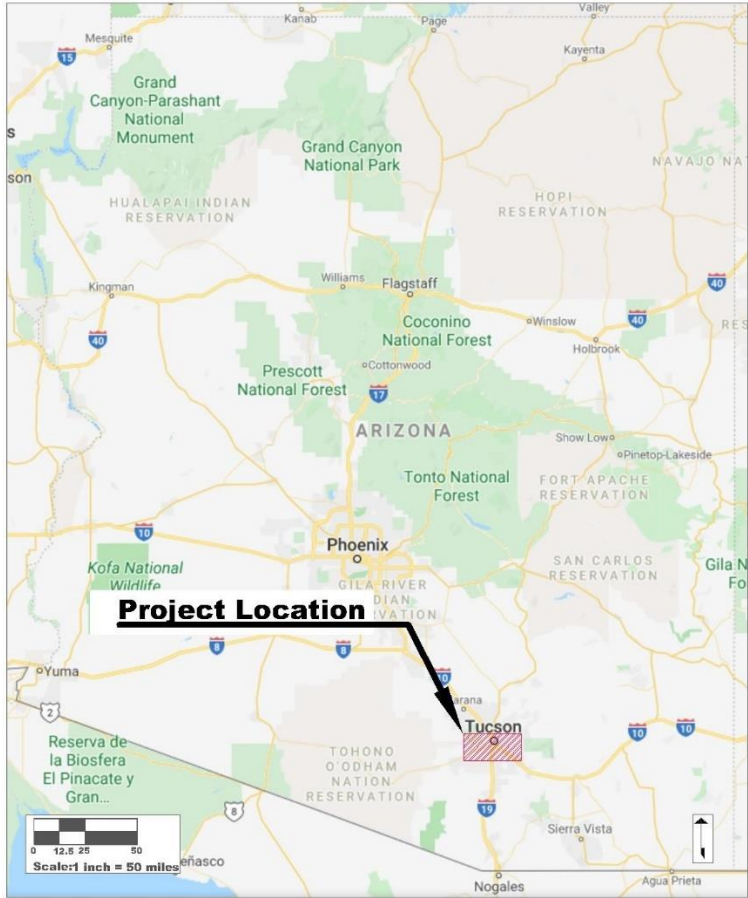 Valley
Kanab
Page
Mesquite
Kayenta
15
Grand
Canyon-Parashant
National
Monument
s
Grand Canyon
National Park
NAVAJO NA
son
HUALAPAI INDIAN
RESERVATION
HOPI
RESERVATION
Kingman
Williams
Flagstaff
40
40
Winslow
40
RES
Coconino
National Forest
Holbrook
Prescott
National Forest
Cottonwood
17
ARIZONA
Show Low
Pinetop-Lakeside
Tonto National
Forest
FORT APACHE
RESERVATION
10
Phoenix
Kofa National
Wildlife
SAN CARLOS
RESERVATION
Gila N
Fo
GILA RIVER
DIAN
VATION
Project Location
8
8
Yuma
10
arana
2
Tucson
10
10
Reserva de
la Biosfera
El Pinacate y
Gran...
TOHONO
O'ODHAM
NATION
RESERVATION
8
19
0 12.5 25 50
Scale:1 inch = 50 miles
eñasco
Sierra Vista
Nogales
Agua Prieta